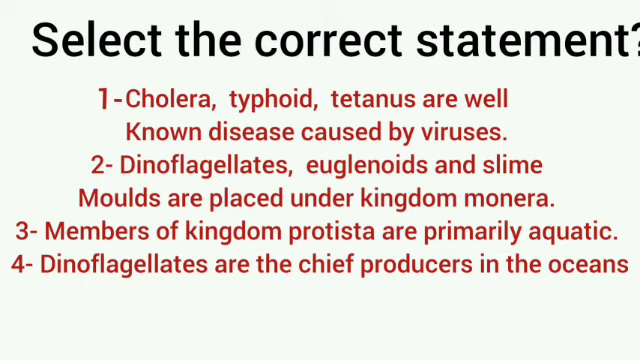 Select the correct statement?
1-Cholera, typhoid, tetanus are well
Known disease caused by viruses.
2- Dinoflagellates, euglenoids and slime
Moulds are placed under kingdom monera.
3- Members of kingdom protista are primarily aquatic.
4- Dinoflagellates are the chief producers in the oceans